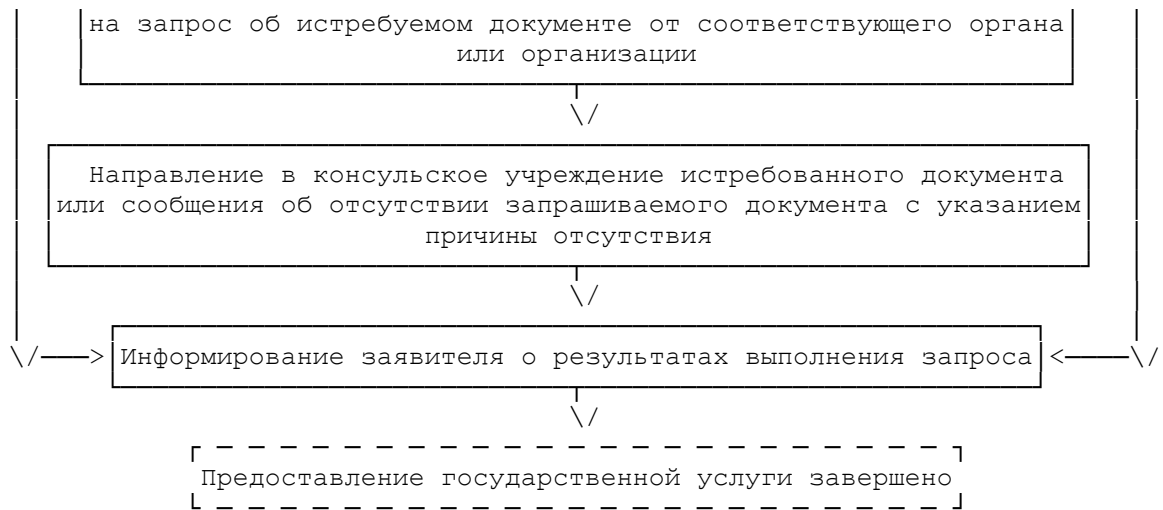 на запрос об истребуемом документе от соответствующего органа
или организации
Направление в консульское учреждение истребованного документа
или сообщения об отсутствии запрашиваемого документа с указанием
причины отсутствия
Информирование заявителя о результатах выполнения запроса
Предоставление государственной услуги завершено